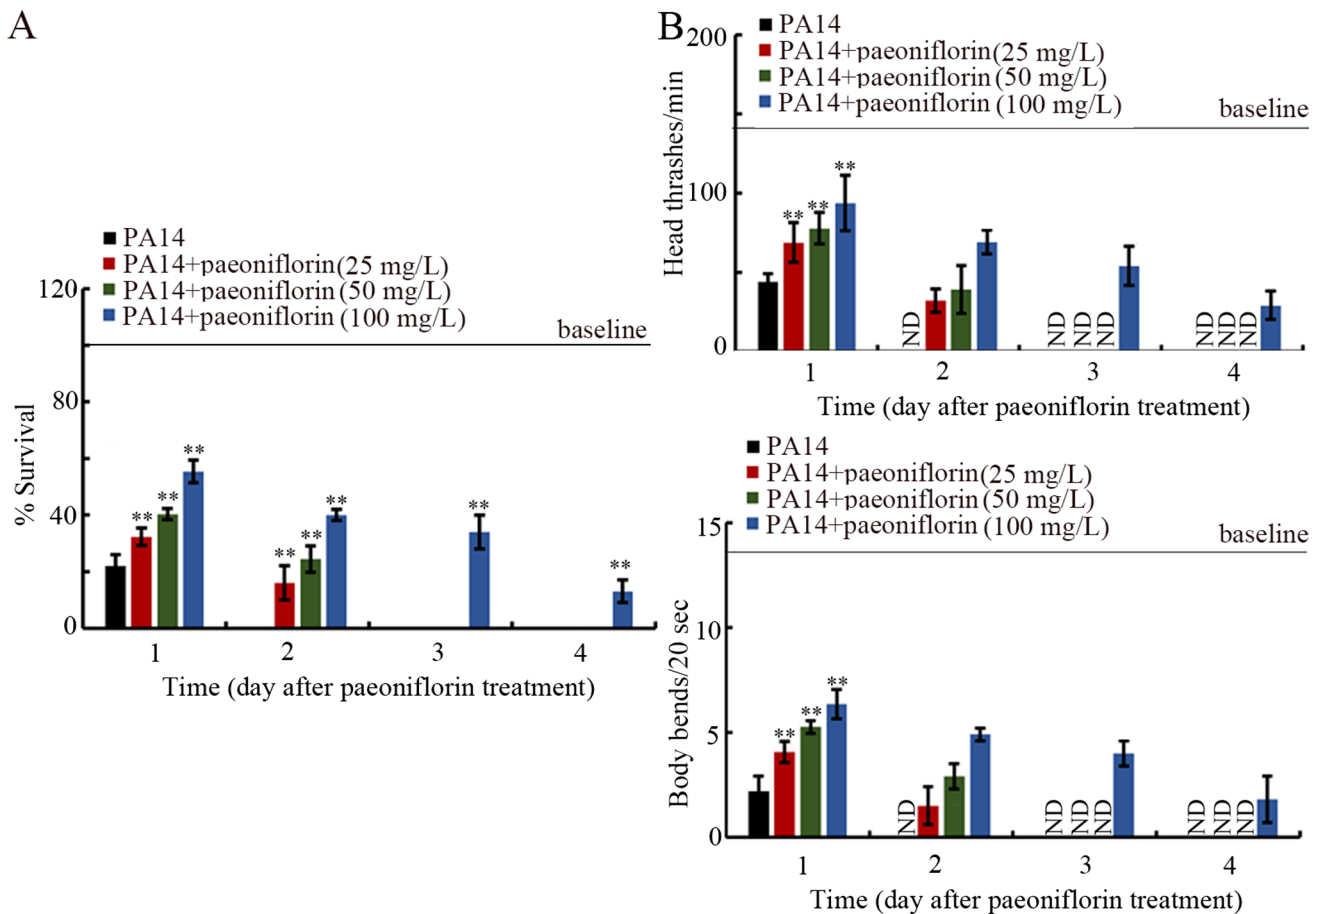 A
PA14
PA14+paeoniflorin (25 mg/L)
PA14+paeoniflorin (50 mg/L)
PA14+paeoniflorin (100 mg/L)
baseline
120
80
40
0
% Survival
**
**
**
**
**
**
**
**
1
2
3
4
Time (day after paeoniflorin treatment)
B
PA14
PA14+paeoniflorin (25 mg/L)
PA14+paeoniflorin (50 mg/L)
PA14+paeoniflorin (100 mg/L)
baseline
200
100
0
Head thrashes/min
**
**
**
ND
ND
ND
ND
ND
ND
ND
1
2
3
4
Time (day after paeoniflorin treatment)
PA14
PA14+paeoniflorin (25 mg/L)
PA14+paeoniflorin (50 mg/L)
PA14+paeoniflorin (100 mg/L)
baseline
15
10
5
0
Body bends/20 sec
**
**
**
ND
ND
ND
ND
ND
ND
ND
1
2
3
4
Time (day after paeoniflorin treatment)